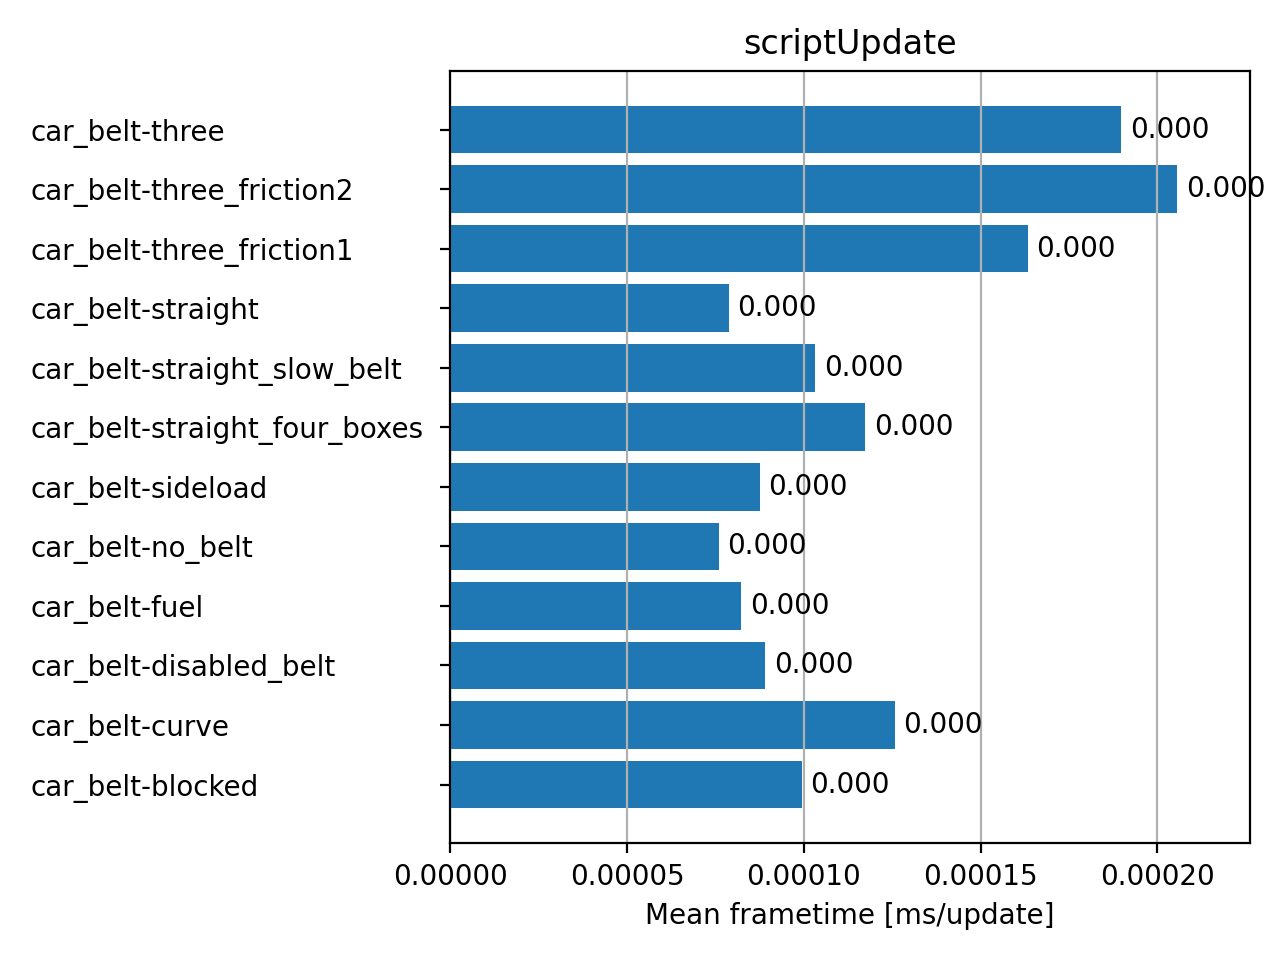 scriptUpdate
car_belt-three 0.000
car_belt-three_friction2 0.000
car_belt-three_friction1 0.000
car_belt-straight 0.000
car_belt-straight_slow_belt 0.000
car_belt-straight_four_boxes 0.000
car_belt-sideload 0.000
car_belt-no_belt 0.000
car_belt-fuel 0.000
car_belt-disabled_belt 0.000
car_belt-curve 0.000
car_belt-blocked 0.000
0.00000 0.00005 0.00010 0.00015 0.00020
Mean frametime [ms/update]